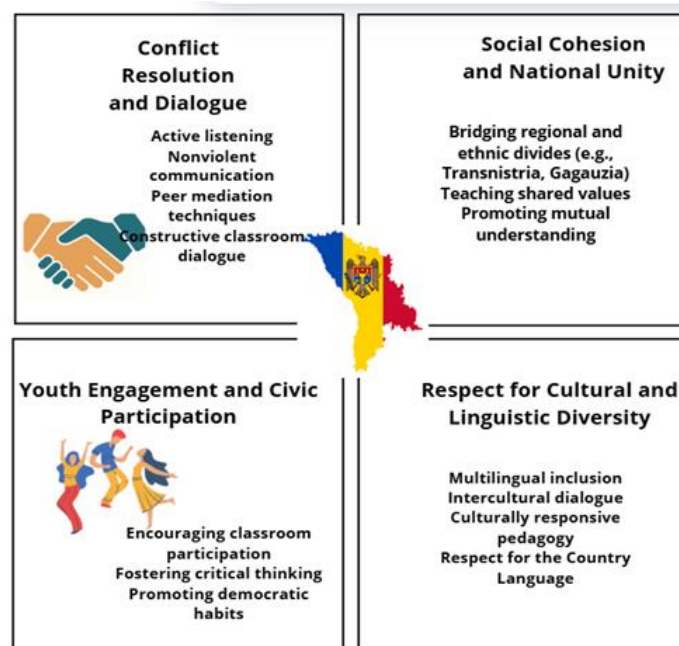 Conflict
Resolution
and Dialogue
Active listening
Nonviolent
communication
Peer mediation
techniques
Constructive classroom
dialogue
Social Cohesion
and National Unity
Bridging regional and
ethnic divides (e.g.,
Transnistria, Gagauzia)
Teaching shared values
Promoting mutual
understanding
Youth Engagement and Civic
Participation
Encouraging classroom
participation
Fostering critical thinking
Promoting democratic
habits
Respect for Cultural and
Linguistic Diversity
Multilingual inclusion
Intercultural dialogue
Culturally responsive
pedagogy
Respect for the Country
Language